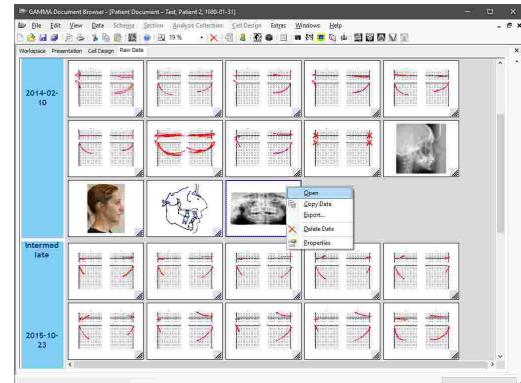 GAMMA Document Browser - [Patient Document – Test, Patient 2, 1980-01-31]
File Edit View Data Schema Section Analysis Collection Cell Design Extras Windows Help
19 %
Workspace Presentation Cell Design Raw Data
2014-02-
10
Open
Copy Data
Export...
Delete Data
Properties
Intermed
iate
2015-10-
23